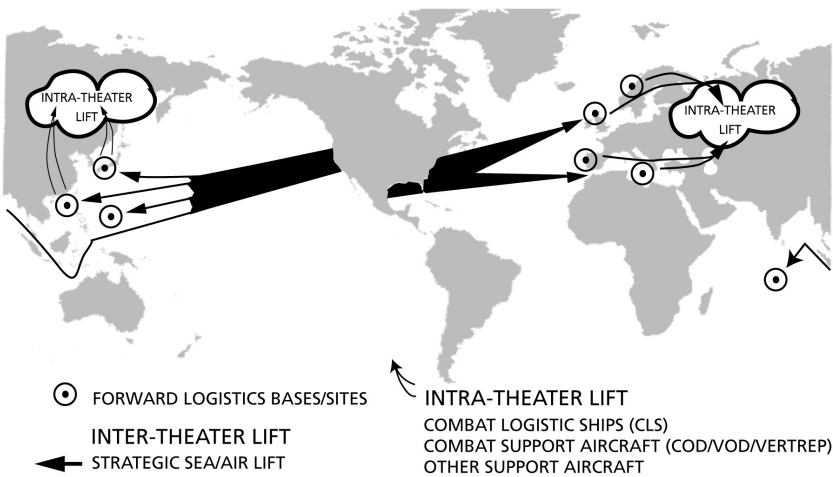 INTRA-THEATER
LIFT
INTRA-THEATER
LIFT
FORWARD LOGISTICS BASES/SITES
INTER-THEATER LIFT
STRATEGIC SEA/AIR LIFT
INTRA-THEATER LIFT
COMBAT LOGISTIC SHIPS (CLS)
COMBAT SUPPORT AIRCRAFT (COD/VOD/VERTREP)
OTHER SUPPORT AIRCRAFT